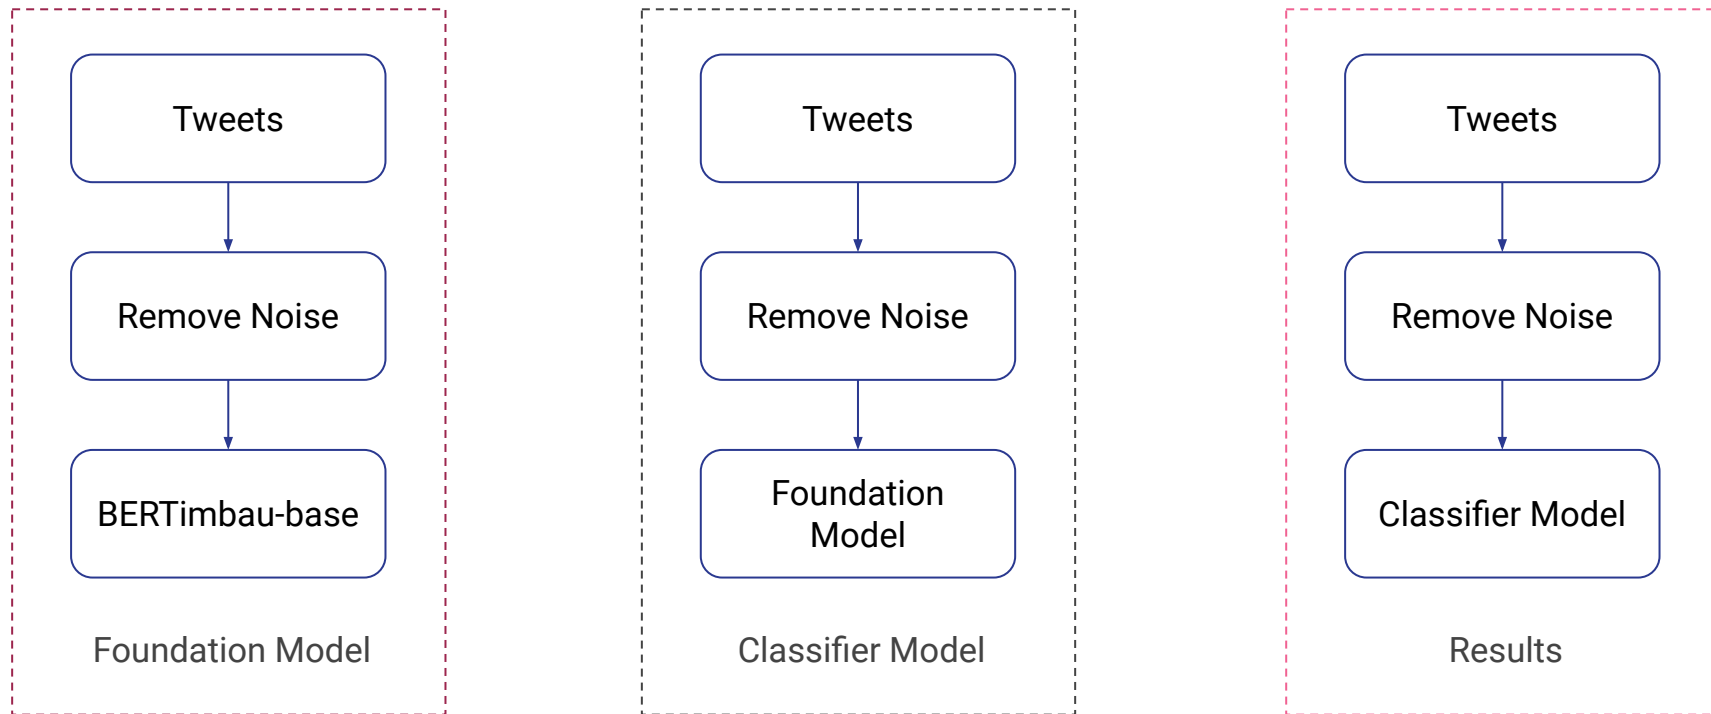 Tweets
Remove Noise
BERTimbau-base
Foundation Model
Tweets
Remove Noise
Foundation
Model
Classifier Model
Tweets
Remove Noise
Classifier Model
Results